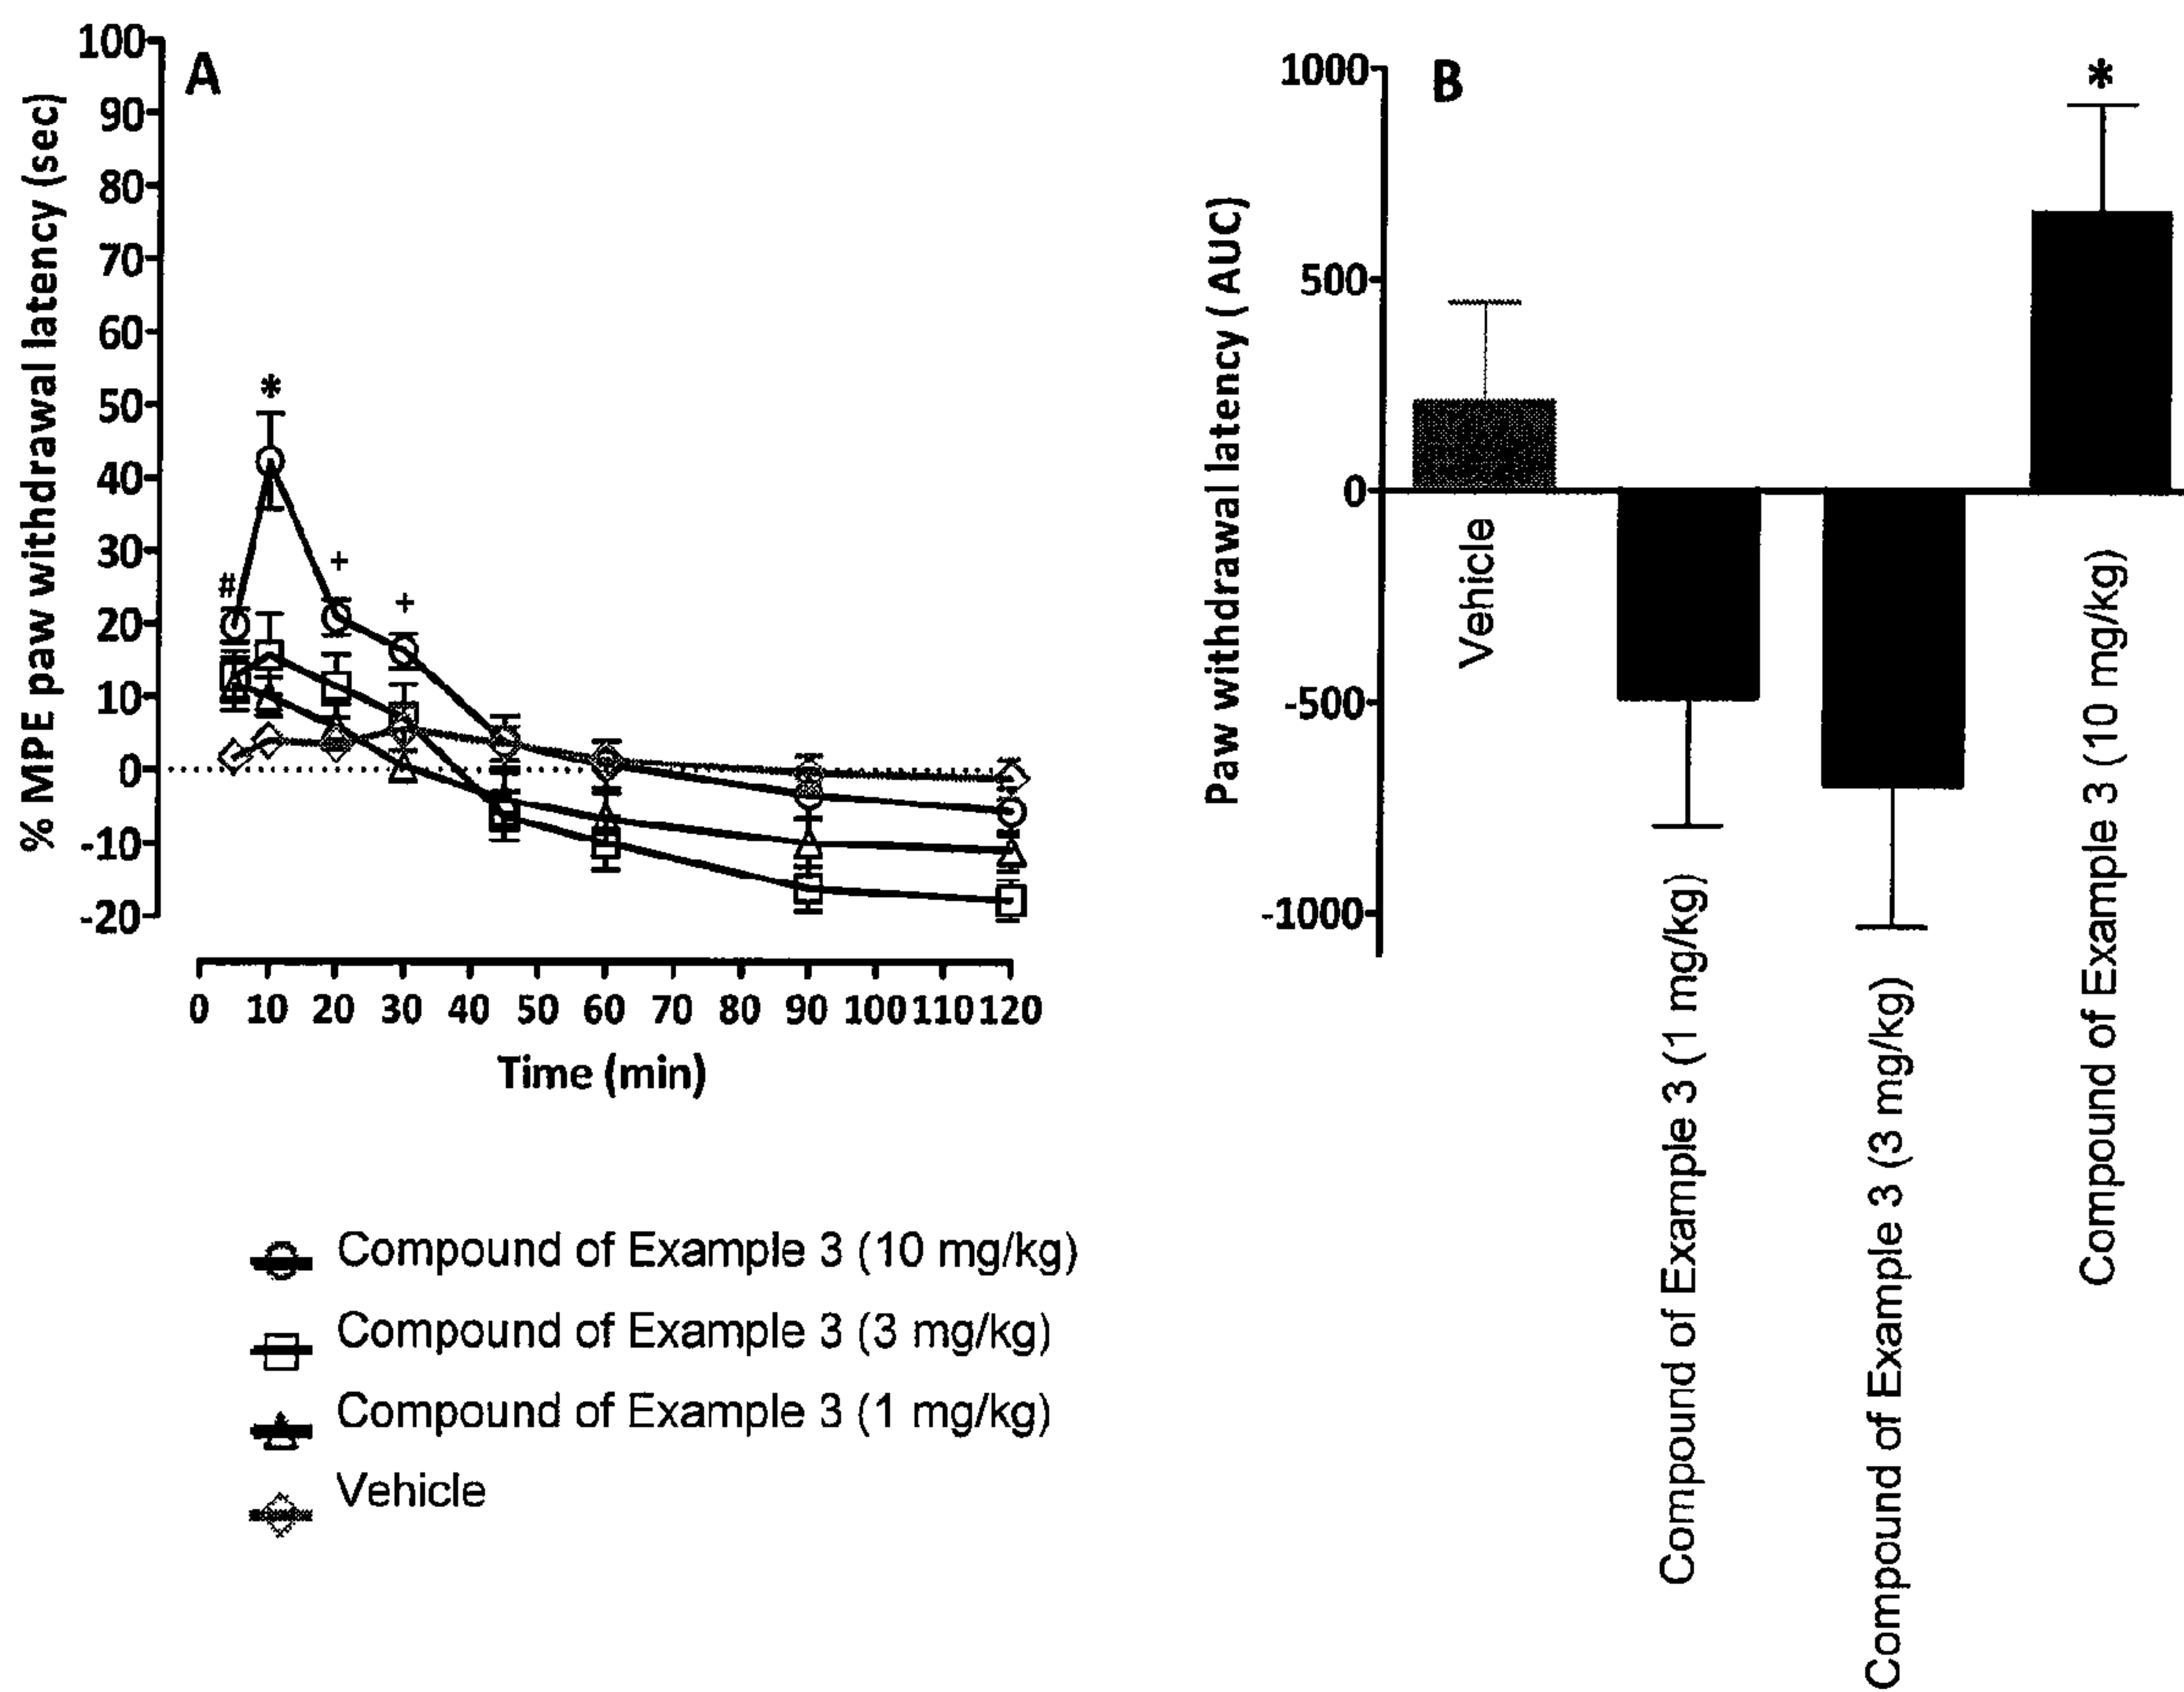 A
% MPE paw withdrawal latency (sec)
100
90
80
70
60
50
40
30
20
10
0
-10
-20
*
#
+
+
0 10 20 30 40 50 60 70 80 90 100 110 120
Time (min)
Compound of Example 3 (10 mg/kg)
Compound of Example 3 (3 mg/kg)
Compound of Example 3 (1 mg/kg)
Vehicle
B
Paw withdrawal latency (AUC)
1000
500
0
-500
-1000
*
Vehicle
Compound of Example 3 (1 mg/kg)
Compound of Example 3 (3 mg/kg)
Compound of Example 3 (10 mg/kg)